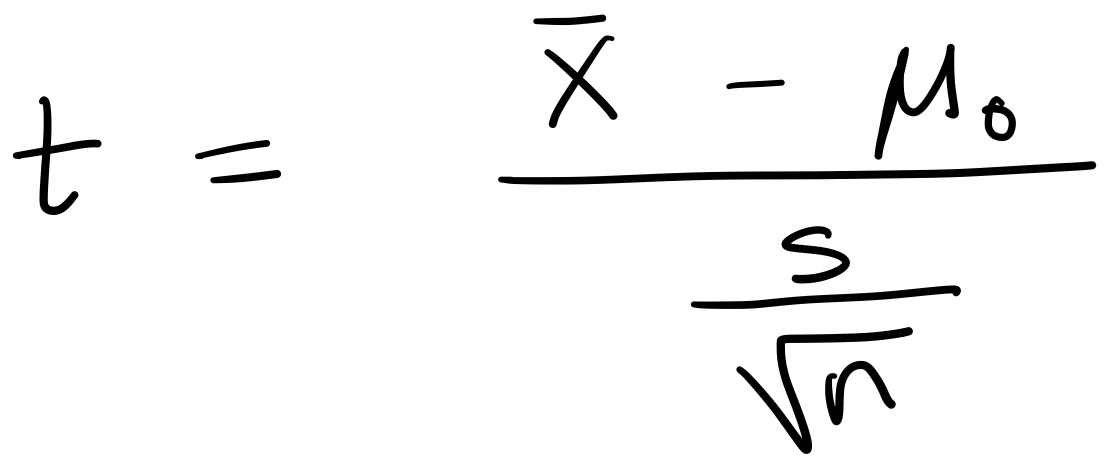 t = (x̄ - μ₀) / (s / √n)